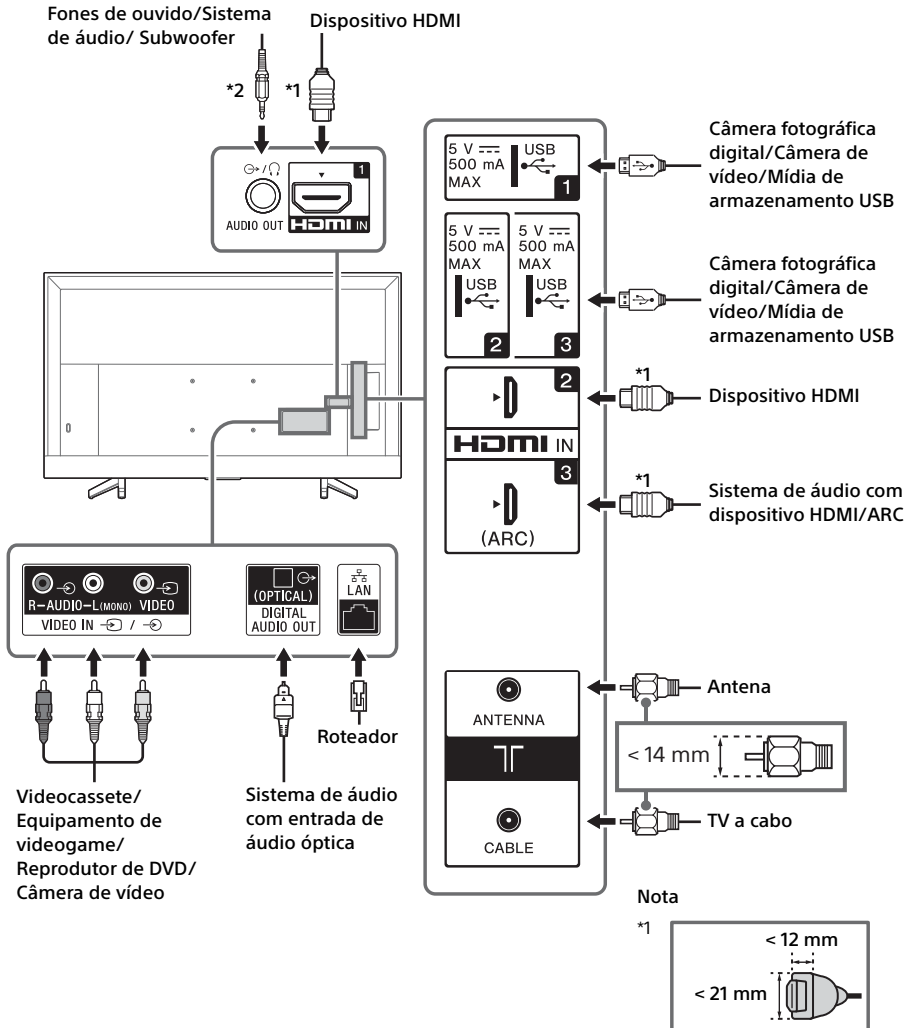 Fones de ouvido/Sistema
de áudio/ Subwoofer
Dispositivo HDMI
*2
*1
AUDIO OUT
1
HDMI IN
5 V
500 mA
MAX
USB
1
Câmera fotográfica
digital/Câmera de
vídeo/Mídia de
armazenamento USB
5 V
500 mA
MAX
USB
2
5 V
500 mA
MAX
USB
3
Câmera fotográfica
digital/Câmera de
vídeo/Mídia de
armazenamento USB
2
*1
Dispositivo HDMI
HDMI IN
3
(ARC)
*1
Sistema de áudio com
dispositivo HDMI/ARC
R-AUDIO-L(MONO) VIDEO
VIDEO IN /
(OPTICAL)
DIGITAL
AUDIO OUT
LAN
Roteador
Videocassete/
Equipamento de
videogame/
Reprodutor de DVD/
Câmera de vídeo
Sistema de áudio
com entrada de
áudio óptica
ANTENNA
Antena
< 14 mm
CABLE
TV a cabo
Nota
*1
< 12 mm
< 21 mm